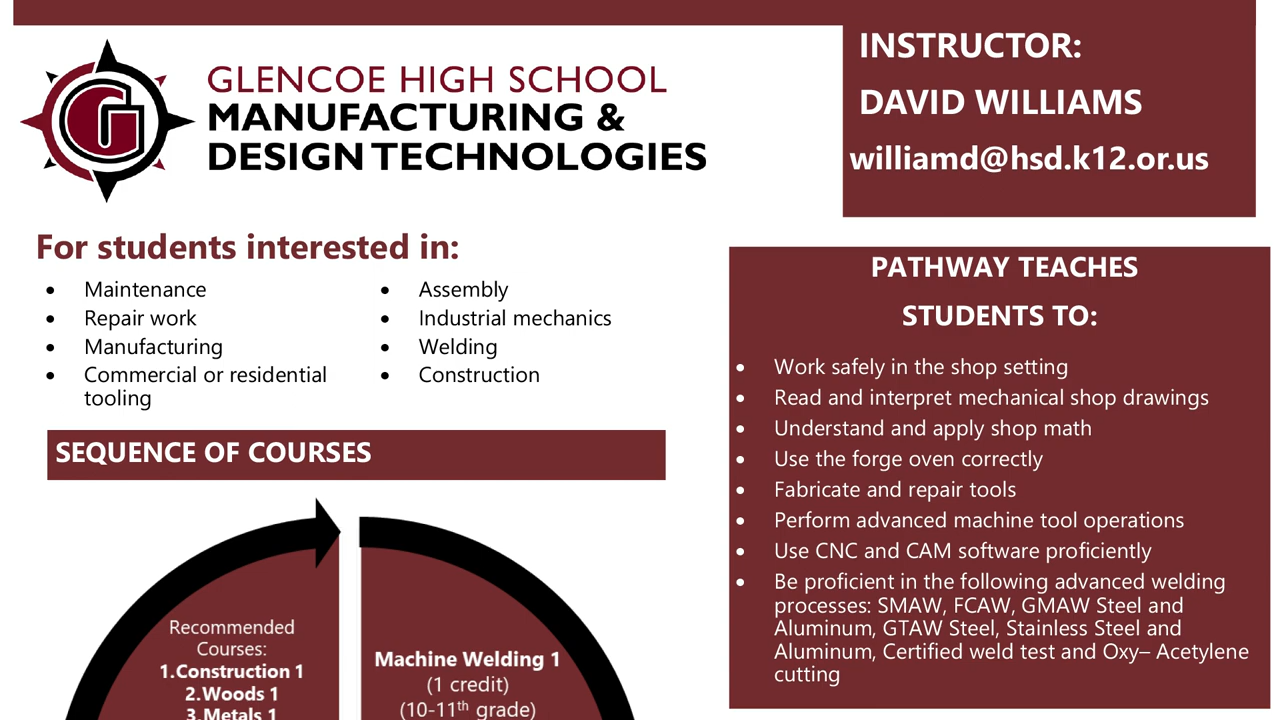 GLENCOE HIGH SCHOOL
MANUFACTURING &
DESIGN TECHNOLOGIES
INSTRUCTOR:
DAVID WILLIAMS
williamd@hsd.k12.or.us
For students interested in:
• Maintenance
• Repair work
• Manufacturing
• Commercial or residential
tooling
• Assembly
• Industrial mechanics
• Welding
• Construction
SEQUENCE OF COURSES
Recommended
Courses:
1.Construction 1
2.Woods 1
3.Metals 1
Machine Welding 1
(1 credit)
(10-11th grade)
PATHWAY TEACHES
STUDENTS TO:
• Work safely in the shop setting
• Read and interpret mechanical shop drawings
• Understand and apply shop math
• Use the forge oven correctly
• Fabricate and repair tools
• Perform advanced machine tool operations
• Use CNC and CAM software proficiently
• Be proficient in the following advanced welding
processes: SMAW, FCAW, GMAW Steel and
Aluminum, GTAW Steel, Stainless Steel and
Aluminum, Certified weld test and Oxy– Acetylene
cutting